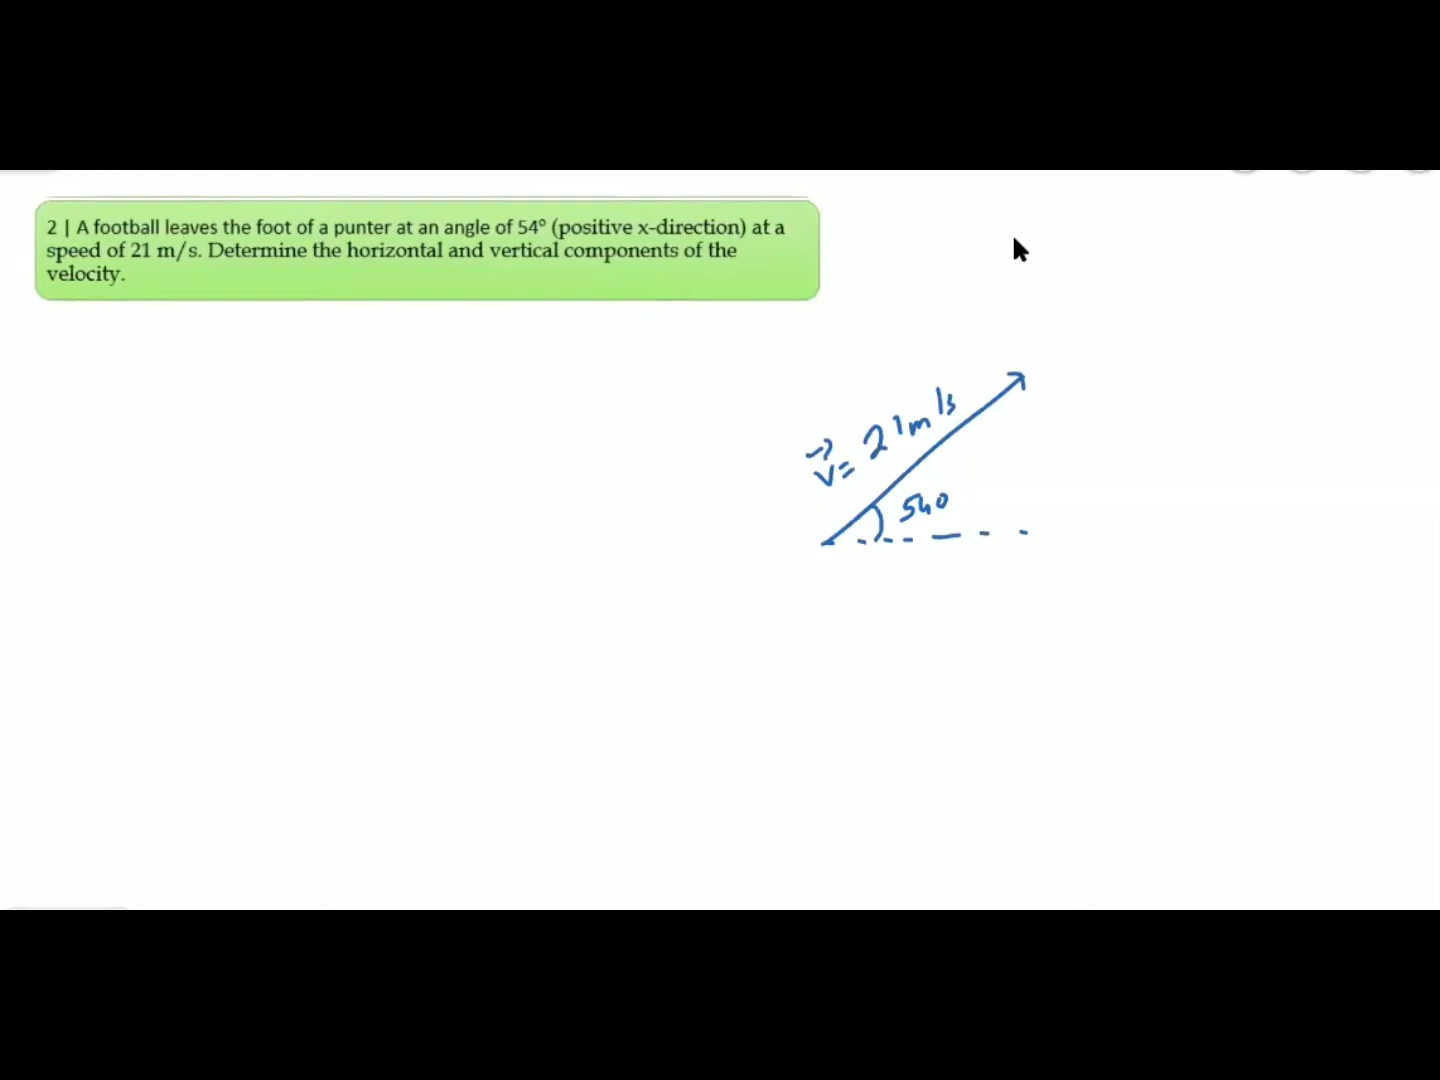 2 | A football leaves the foot of a punter at an angle of 54° (positive x-direction) at a
speed of 21 m/s. Determine the horizontal and vertical components of the
velocity.
v⃗ = 21 m/s
54°